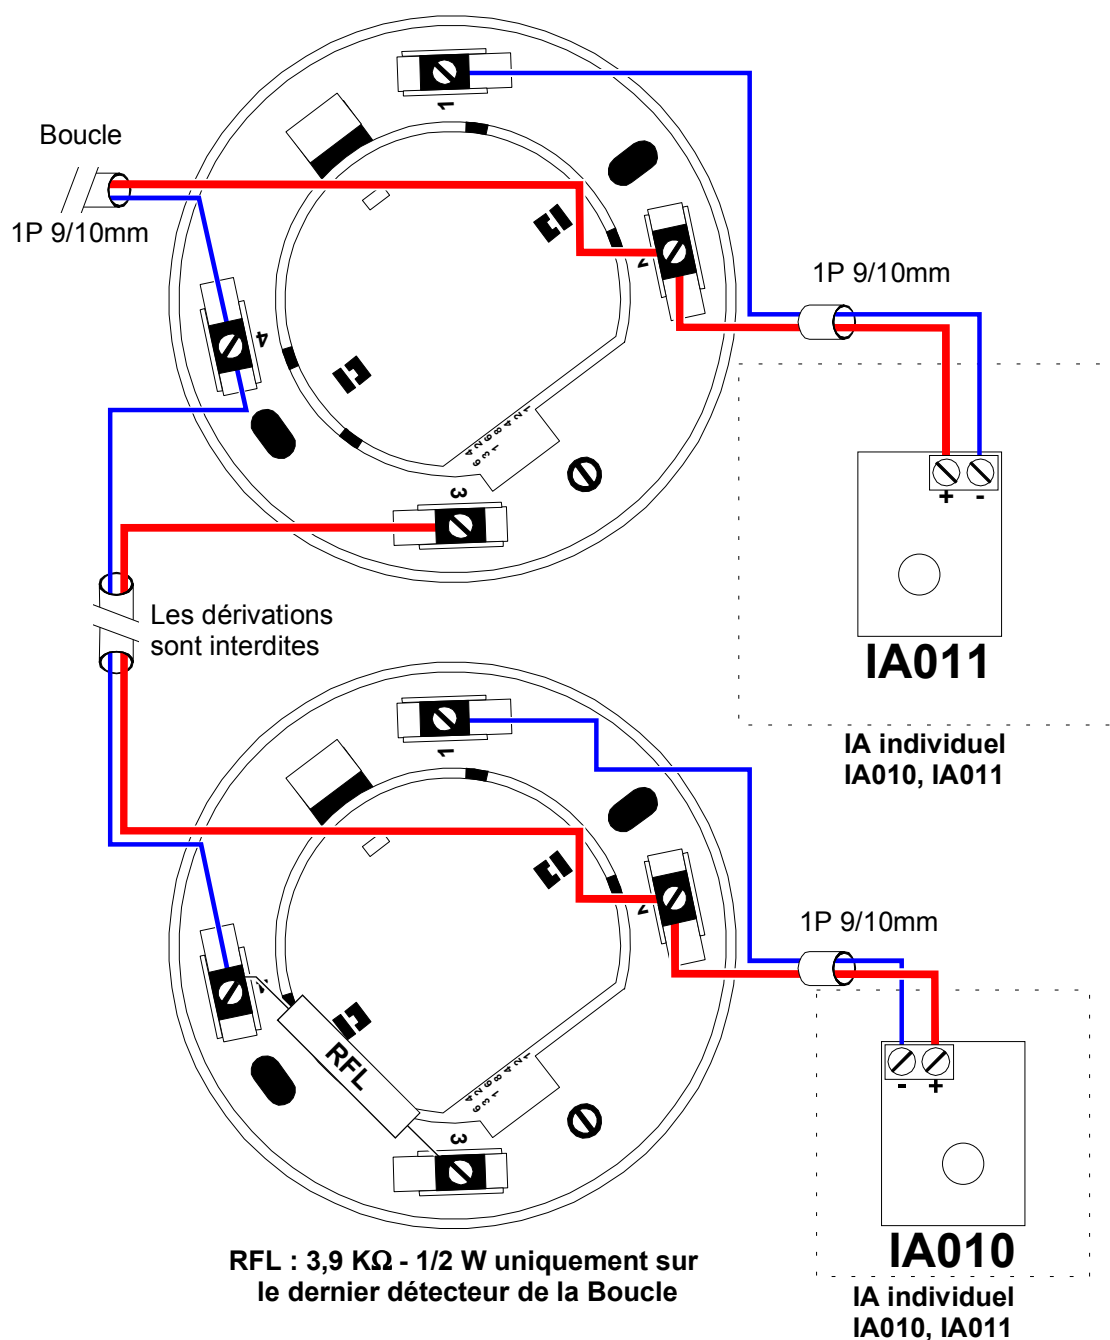 Boucle
1P 9/10mm
1
2
4
3
1P 9/10mm
+ -
IA011
IA individuel
IA010, IA011
Les dérivations
sont interdites
1
2
3
RFL
1P 9/10mm
- +
IA010
IA individuel
IA010, IA011
RFL : 3,9 KΩ - 1/2 W uniquement sur
le dernier détecteur de la Boucle